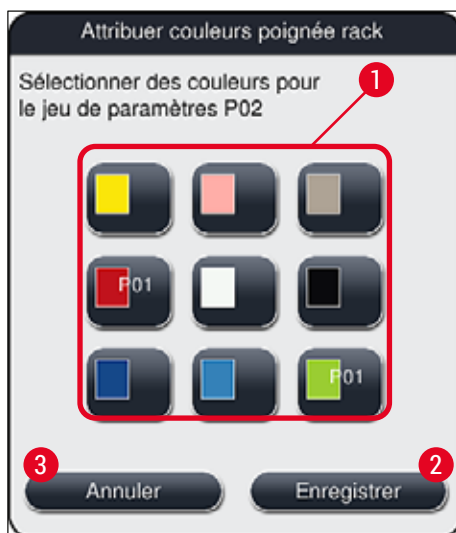 Attribuer couleurs poignée rack
Sélectionner des couleurs pour
le jeu de paramètres P02
1
P01
P01
3
2
Annuler
Enregistrer